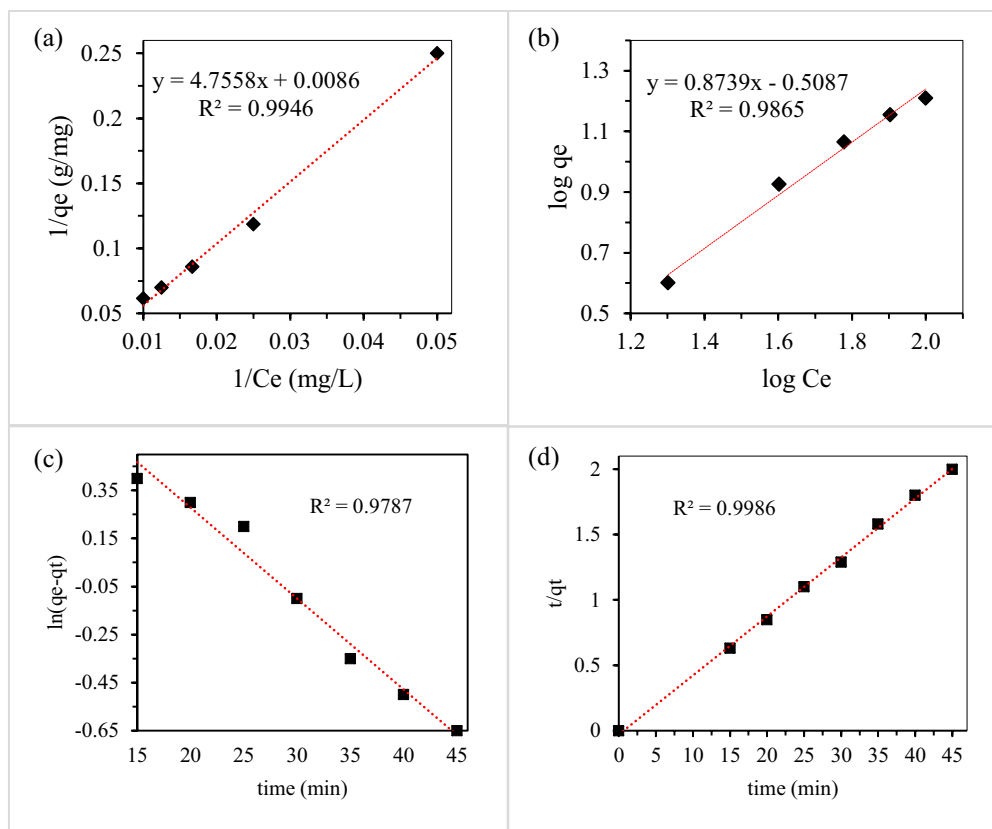 (a)
y = 4.7558x + 0.0086
R² = 0.9946
1/qe (g/mg)
0.25
0.2
0.15
0.1
0.05
0.01 0.02 0.03 0.04 0.05
1/Ce (mg/L)
(b)
y = 0.8739x - 0.5087
R² = 0.9865
log qe
1.3
1.1
0.9
0.7
0.5
1.2 1.4 1.6 1.8 2.0
log Ce
(c)
R² = 0.9787
ln(qe-qt)
0.35
0.15
-0.05
-0.25
-0.45
-0.65
15 20 25 30 35 40 45
time (min)
(d)
R² = 0.9986
t/qt
2
1.5
1
0.5
0
0 5 10 15 20 25 30 35 40 45
time (min)